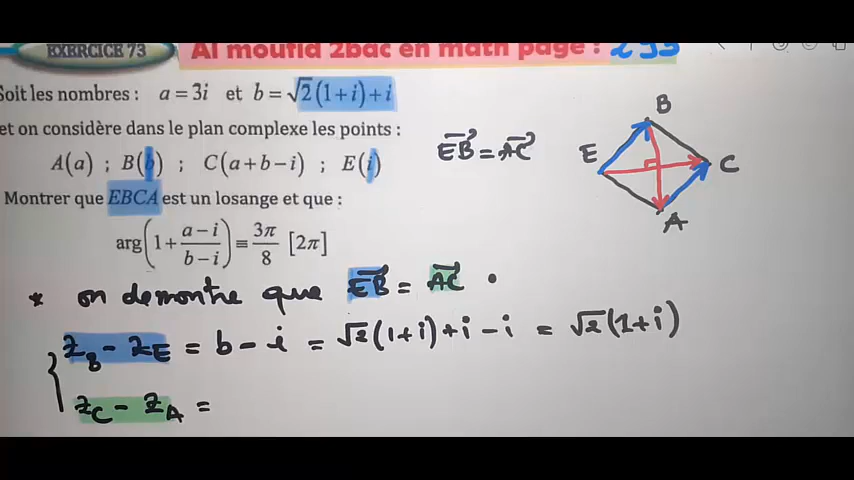 EXERCICE 73
Al moufid 2bac en math page : 299
Soit les nombres : a = 3i et b = √2(1+i)+i
et on considère dans le plan complexe les points :
A(a) ; B(b) ; C(a+b−i) ; E(i)
Montrer que EBCA est un losange et que :
arg(1+(a−i)/(b−i)) ≡ 3π/8 [2π]
EB = AC
B
E
C
A
* on demontre que EB = AC .
z_B − z_E = b − i = √2(1+i)+i −i = √2(1+i)
z_C − z_A =